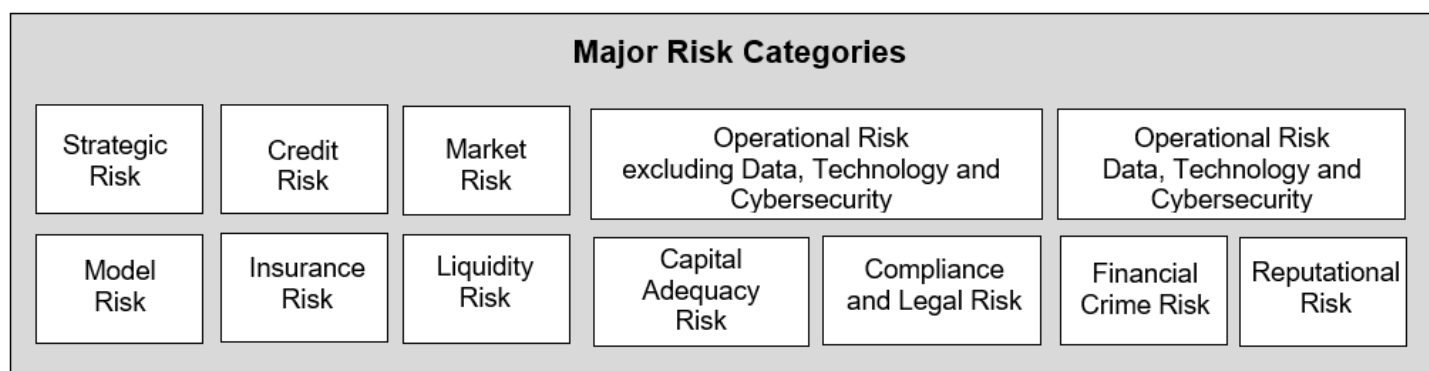 Major Risk Categories
Strategic
Risk
Credit
Risk
Market
Risk
Operational Risk
excluding Data, Technology and
Cybersecurity
Operational Risk
Data, Technology and
Cybersecurity
Model
Risk
Insurance
Risk
Liquidity
Risk
Capital
Adequacy
Risk
Compliance
and Legal Risk
Financial
Crime Risk
Reputational
Risk